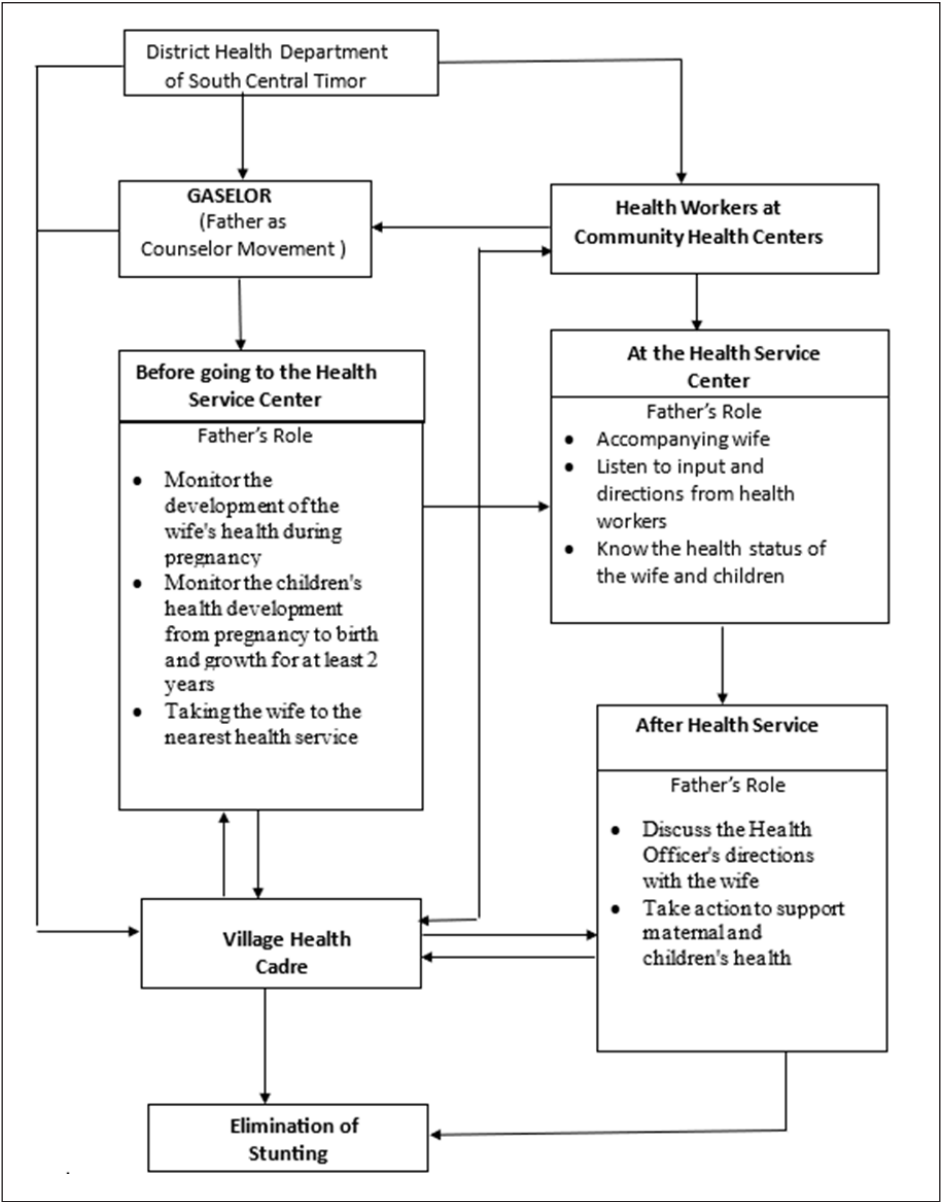 District Health Department
of South Central Timor
GASELOR
(Father as
Counselor Movement )
Health Workers at
Community Health Centers
Before going to the Health
Service Center
Father's Role
• Monitor the
development of the
wife's health during
pregnancy
• Monitor the children's
health development
from pregnancy to birth
and growth for at least 2
years
• Taking the wife to the
nearest health service
At the Health Service
Center
Father's Role
• Accompanying wife
• Listen to input and
directions from health
workers
• Know the health status of
the wife and children
After Health Service
Father's Role
• Discuss the Health
Officer's directions
with the wife
• Take action to support
maternal and
children's health
Village Health
Cadre
Elimination of
Stunting